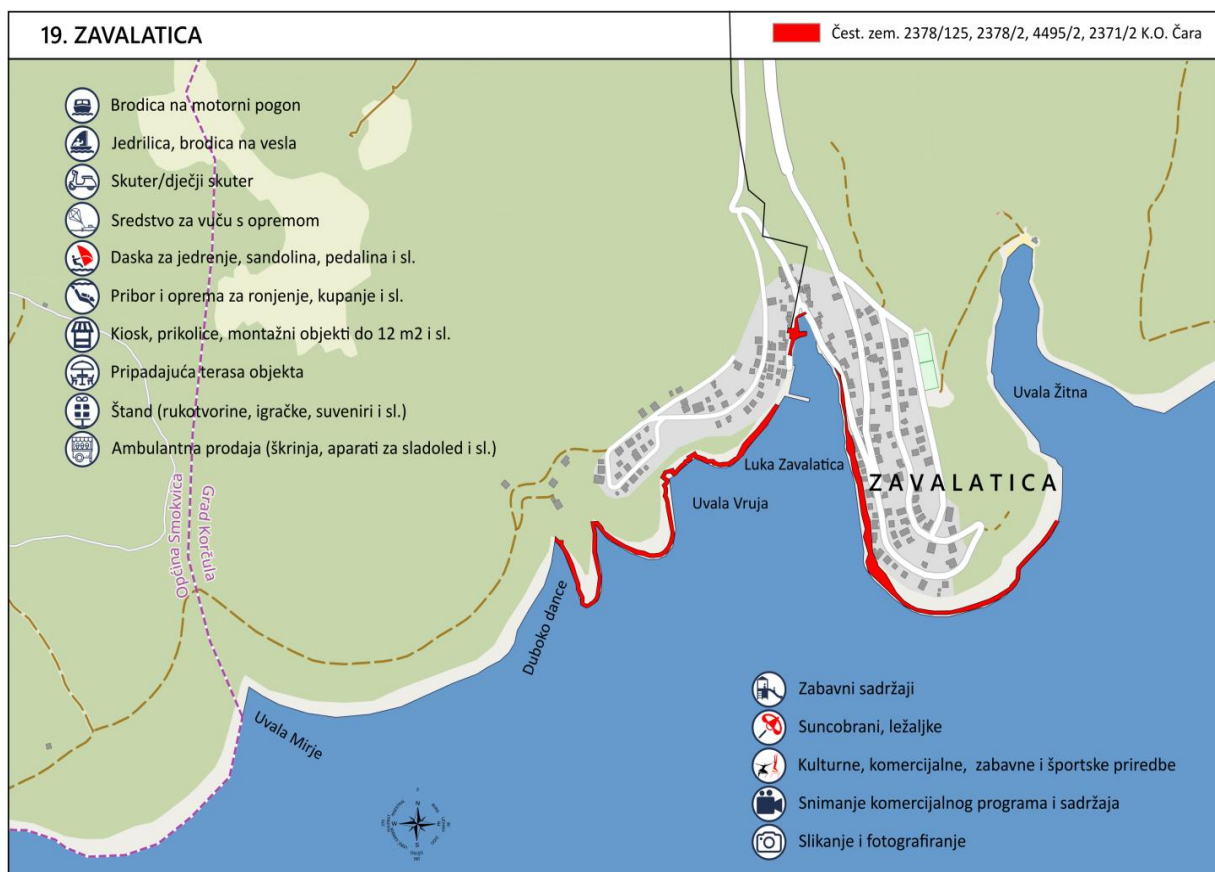 19. ZAVALATICA
Čest. zem. 2378/125, 2378/2, 4495/2, 2371/2 K.O. Čara
Brodica na motorni pogon
Jedrilica, brodica na vesla
Skuter/dječji skuter
Sredstvo za vuču s opremom
Daska za jedrenje, sandolina, pedalina i sl.
Pribor i oprema za ronjenje, kupanje i sl.
Kiosk, prikolice, montažni objekti do 12 m2 i sl.
Pripadajuća terasa objekta
Štand (rukotvorine, igračke, suveniri i sl.)
Ambulantna prodaja (škrinja, aparati za sladoled i sl.)
Općina Smokvica
Grad Korčula
Uvala Žitna
Luka Zavalatica
ZAVALATICA
Uvala Vruja
Duboko dance
Uvala Mirje
Zabavni sadržaji
Suncobrani, ležaljke
Kulturne, komercijalne, zabavne i športske priredbe
Snimanje komercijalnog programa i sadržaja
Slikanje i fotografiranje
N
W E
S